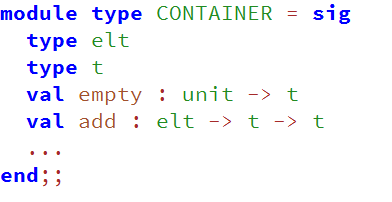 module type CONTAINER = sig
  type elt
  type t
  val empty : unit -> t
  val add : elt -> t -> t
  ...
end;;